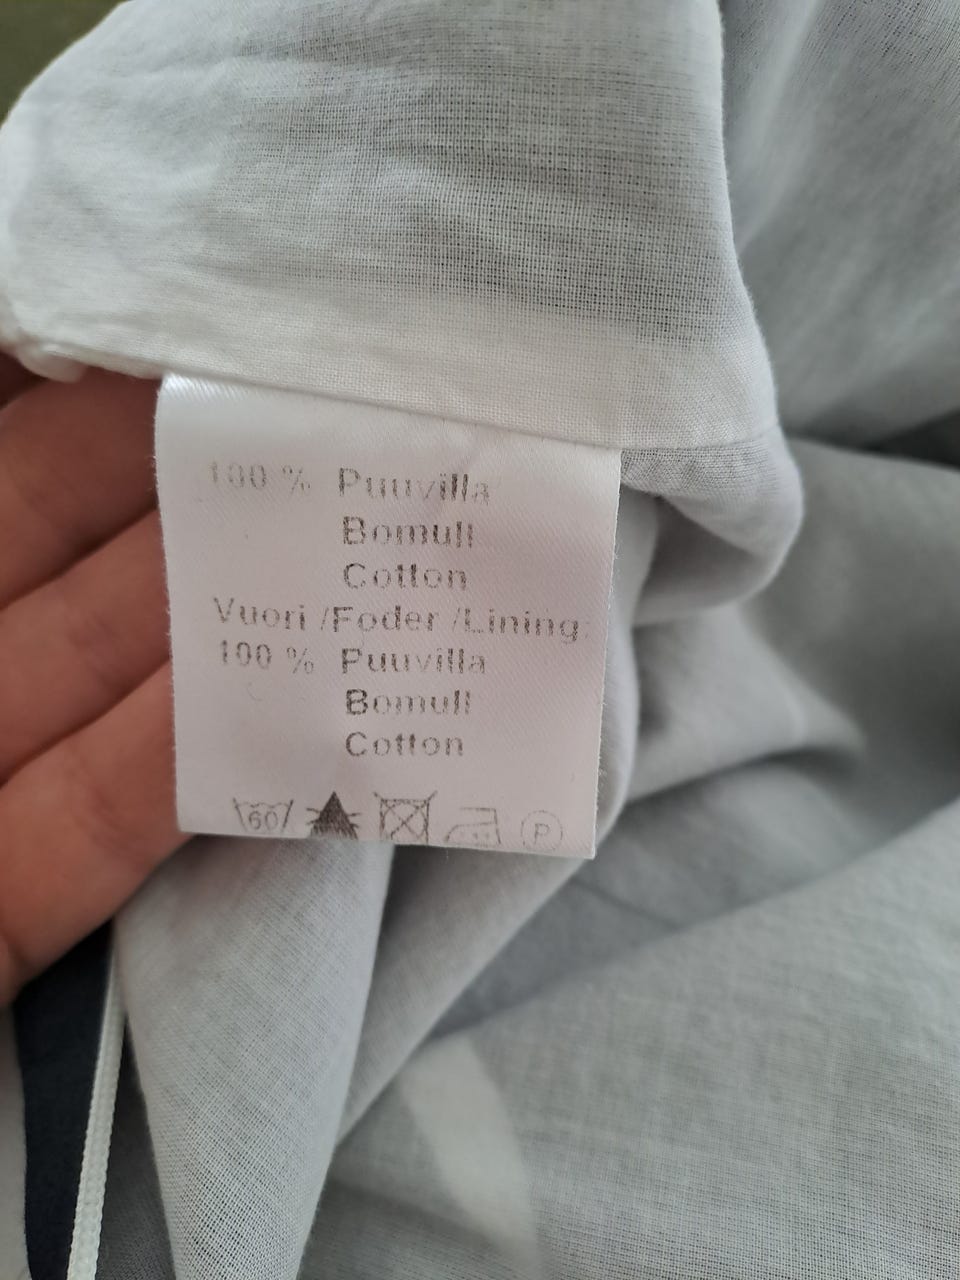 100 % Puuvilla
Bomull
Cotton
Vuori /Foder /Lining:
100 % Puuvilla
Bomull
Cotton
60 P